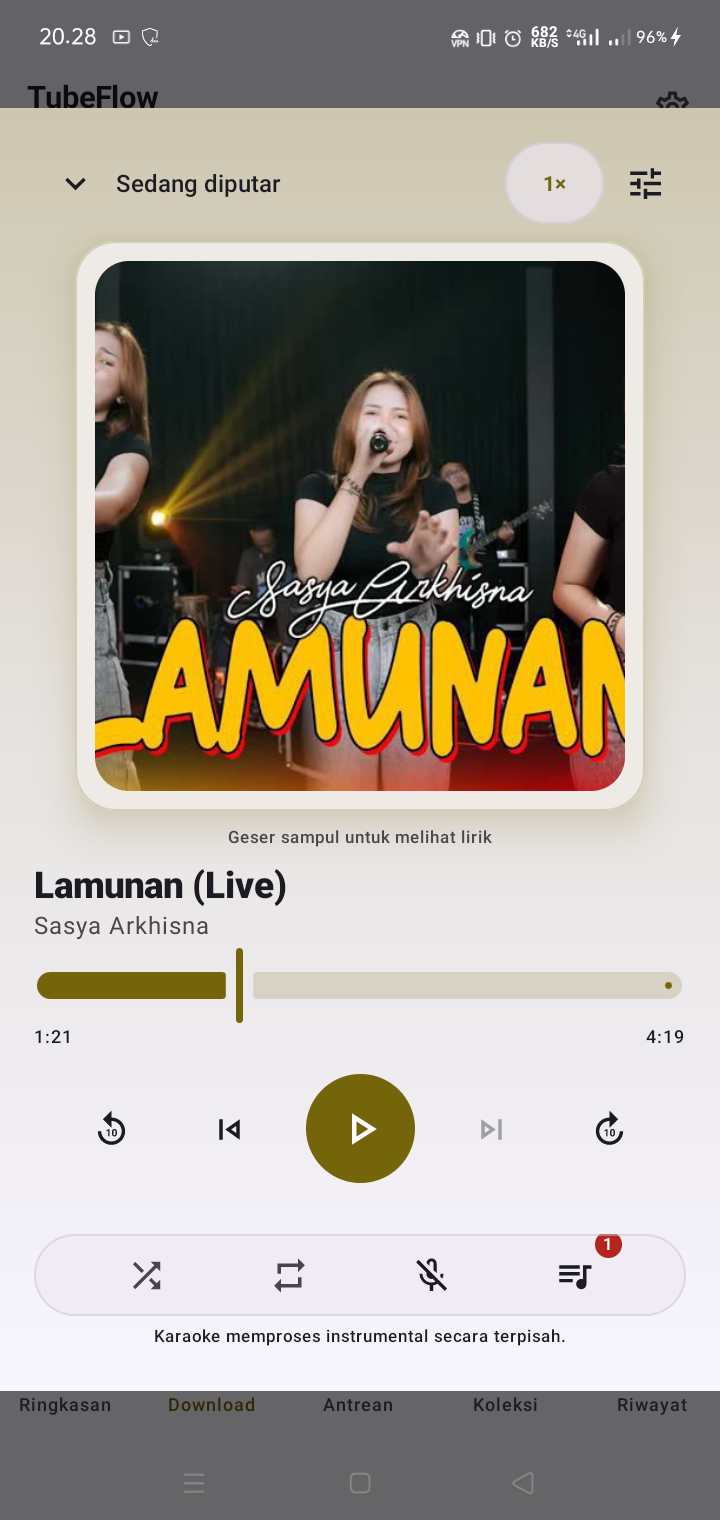 20.28
VPN
682
KB/S
4G
96%
TubeFlow
Sedang diputar
1×
Sasya Arkhisna
LAMUNAN
Geser sampul untuk melihat lirik
Lamunan (Live)
Sasya Arkhisna
1:21
4:19
10
10
1
Karaoke memproses instrumental secara terpisah.
Ringkasan
Download
Antrean
Koleksi
Riwayat